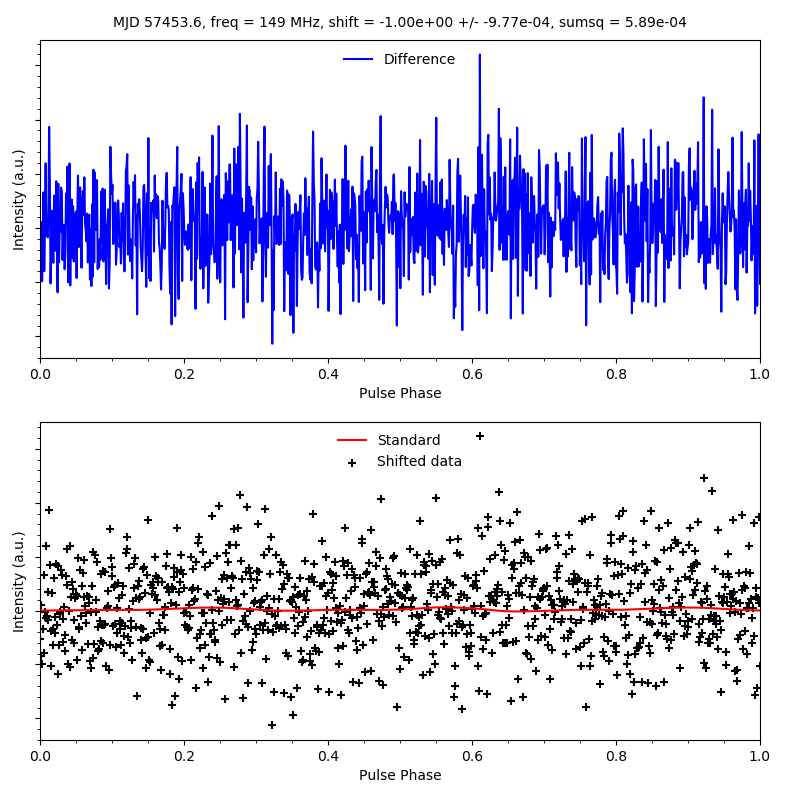 MJD 57453.6, freq = 149 MHz, shift = -1.00e+00 +/- -9.77e-04, sumsq = 5.89e-04
Difference
Intensity (a.u.)
0.0 0.2 0.4 0.6 0.8 1.0
Pulse Phase
Standard
Shifted data
Intensity (a.u.)
0.0 0.2 0.4 0.6 0.8 1.0
Pulse Phase